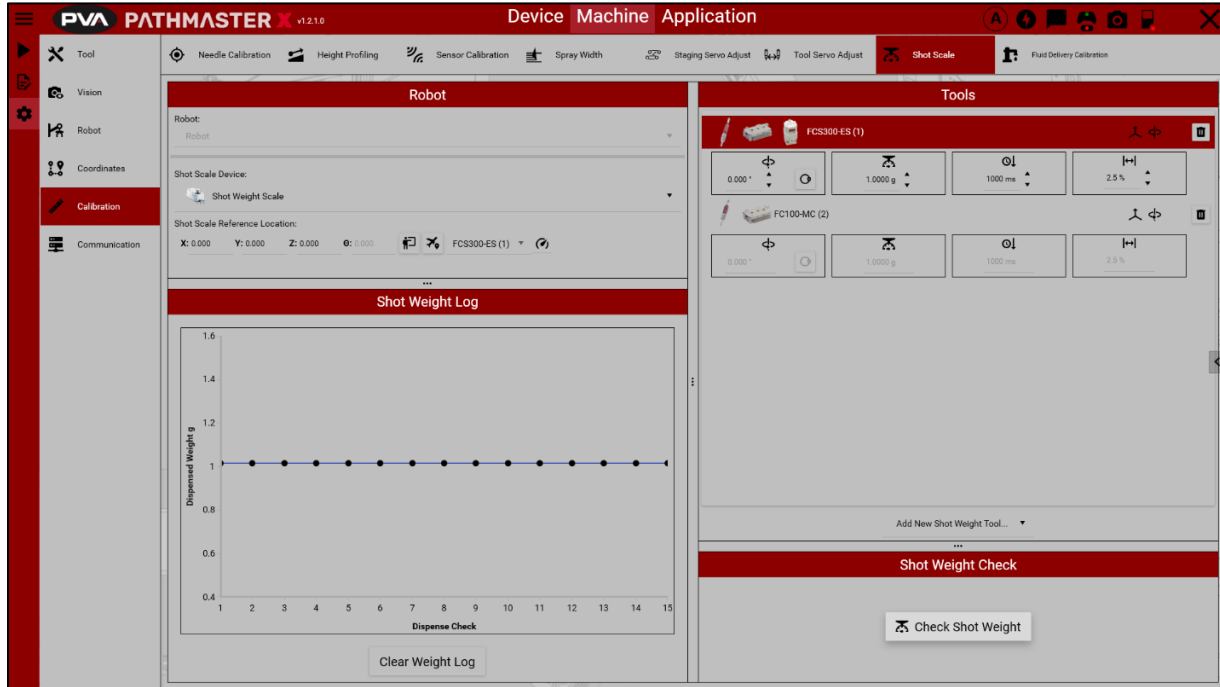 PVA PATHMASTER X v1.2.1.0
Device Machine Application
A
Tool
Vision
Robot
Coordinates
Calibration
Communication
Needle Calibration
Height Profiling
Sensor Calibration
Spray Width
Staging Servo Adjust
Tool Servo Adjust
Shot Scale
Fluid Delivery Calibration
Robot
Robot:
Robot
Shot Scale Device:
Shot Weight Scale
Shot Scale Reference Location:
X: 0.000 Y: 0.000 Z: 0.000 θ: 0.000 FCS300-ES (1)
Shot Weight Log
1.6
1.4
1.2
1
0.8
0.6
0.4
Dispensed Weight g
1 2 3 4 5 6 7 8 9 10 11 12 13 14 15
Dispense Check
Clear Weight Log
Tools
FCS300-ES (1)
0.000 ° 1.0000 g 1000 ms 2.5 %
FC100-MC (2)
0.000 ° 1.0000 g 1000 ms 2.5 %
Add New Shot Weight Tool...
Shot Weight Check
Check Shot Weight